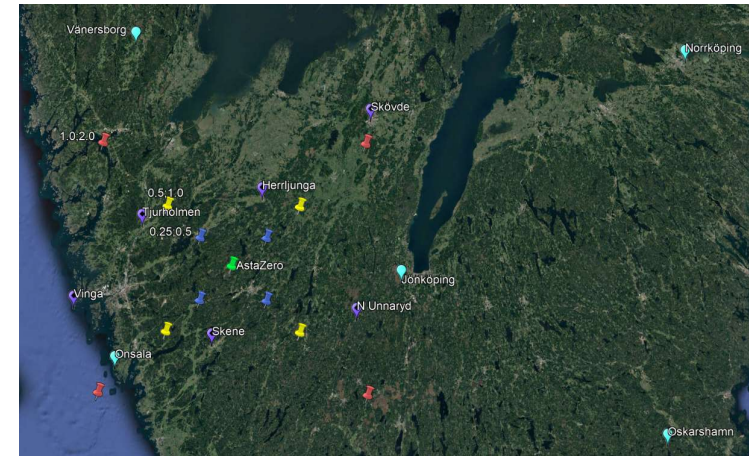 Vänersborg
Norrköping
Skövde
1.0;2.0
Herrljunga
0.5;1.0
Tjurholmen
0.25;0.5
AstaZero
Jönköping
Vinga
N Unnaryd
Skene
Onsala
Oskarshamn